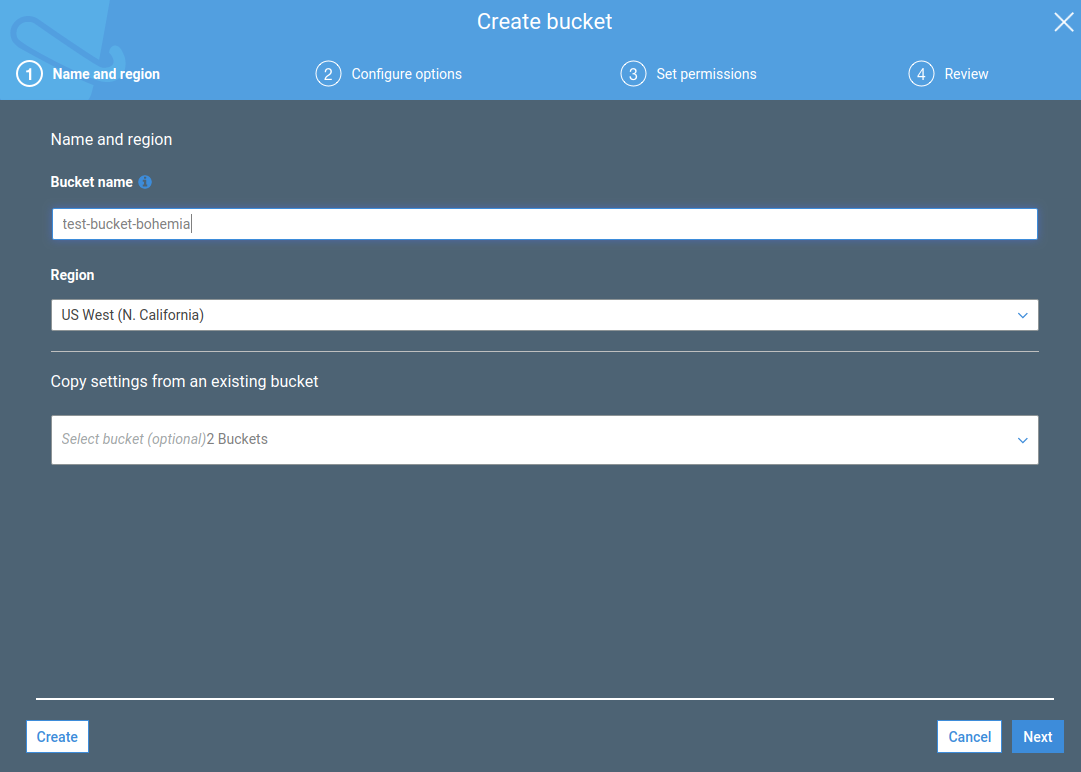 Create bucket
1 Name and region
2 Configure options
3 Set permissions
4 Review
Name and region
Bucket name
test-bucket-bohemia
Region
US West (N. California)
Copy settings from an existing bucket
Select bucket (optional)2 Buckets
Create
Cancel
Next